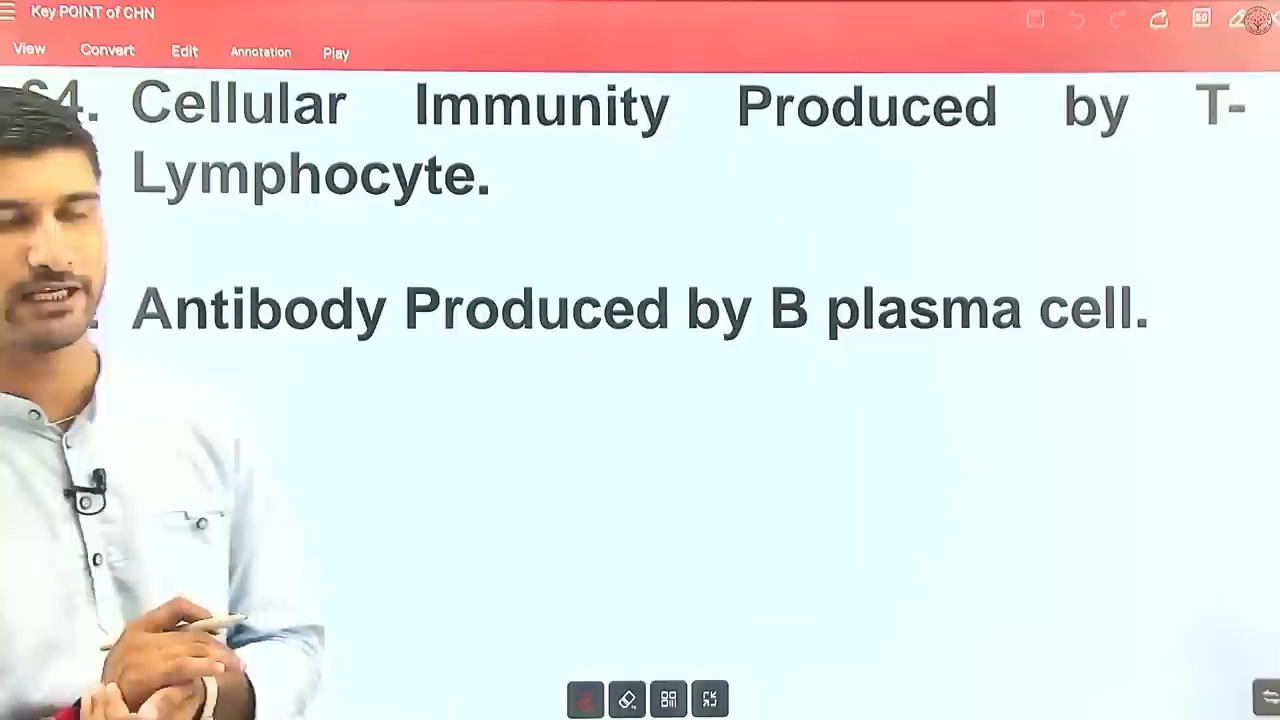 Key POINT of CHN
View Convert Edit Annotation Play
4. Cellular Immunity Produced by T-
Lymphocyte.
Antibody Produced by B plasma cell.